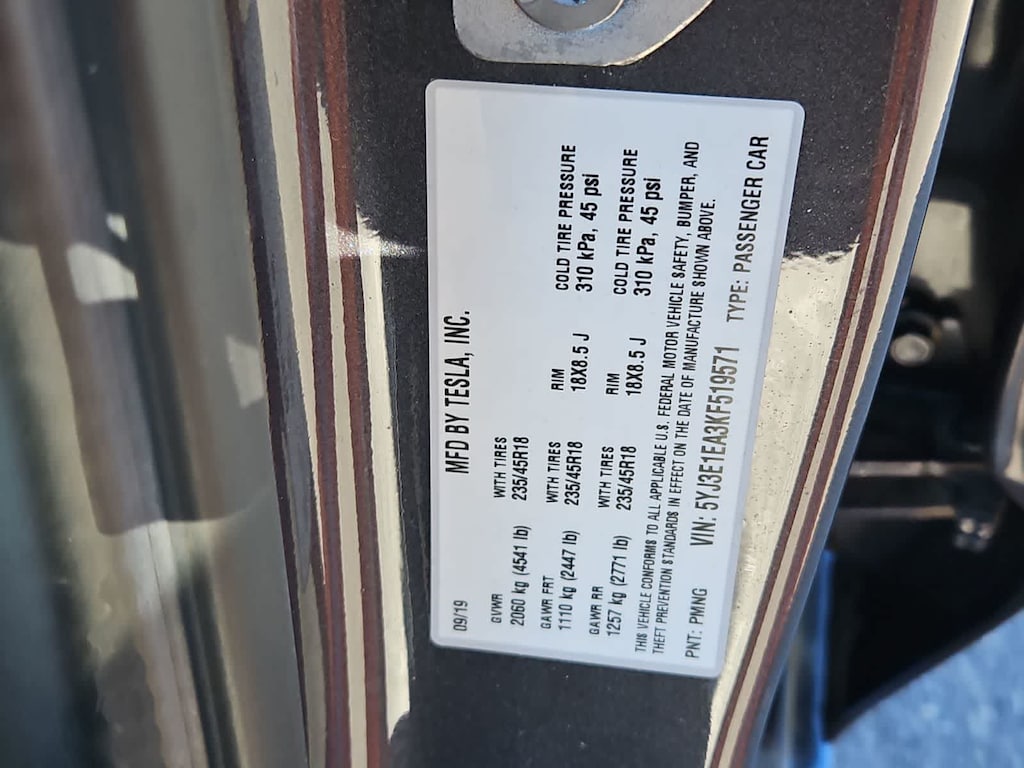 MFD BY TESLA, INC.
09/19
GVWR WITH TIRES
2060 kg (4541 lb) 235/45R18
GAWR FRT WITH TIRES RIM COLD TIRE PRESSURE
1110 kg (2447 lb) 235/45R18 18X8.5 J 310 kPa, 45 psi
GAWR RR WITH TIRES RIM COLD TIRE PRESSURE
1257 kg (2771 lb) 235/45R18 18X8.5 J 310 kPa, 45 psi
THIS VEHICLE CONFORMS TO ALL APPLICABLE U.S. FEDERAL MOTOR VEHICLE SAFETY, BUMPER, AND
THEFT PREVENTION STANDARDS IN EFFECT ON THE DATE OF MANUFACTURE SHOWN ABOVE.
PNT: PMNG VIN: 5YJ3E1EA3KF519571 TYPE: PASSENGER CAR